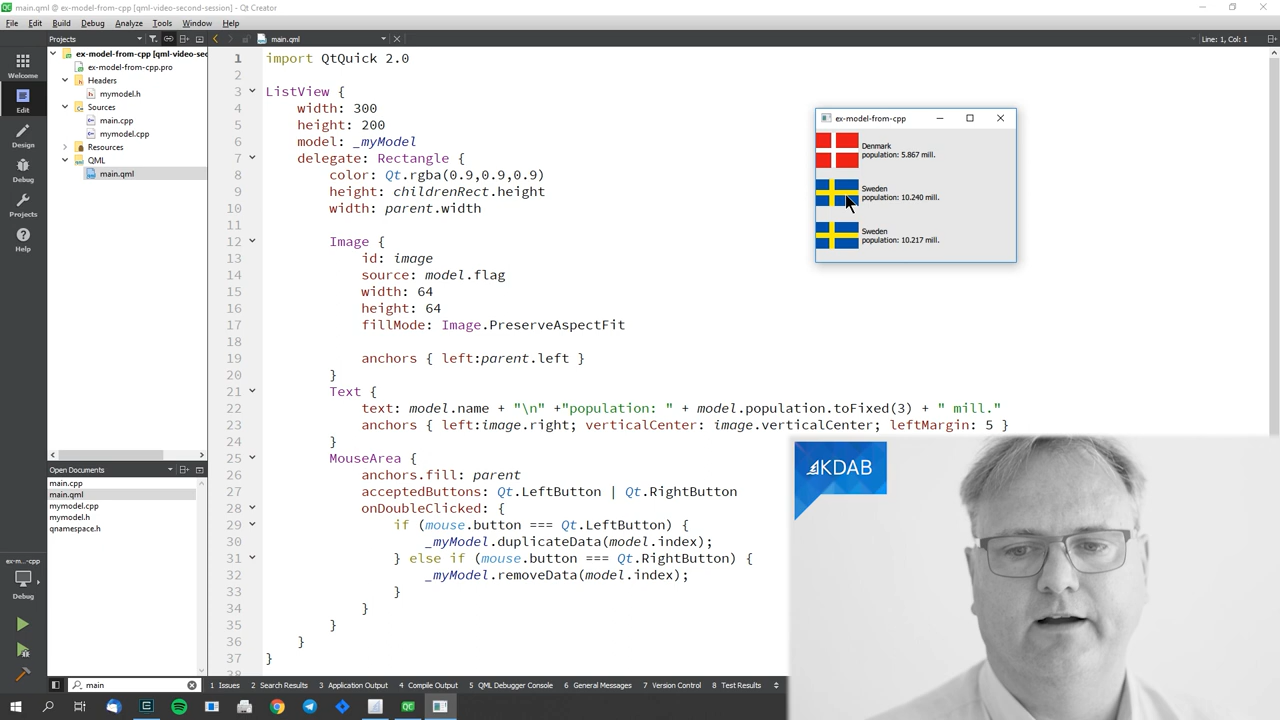 main.qml @ ex-model-from-cpp [qml-video-second-session] - Qt Creator
File Edit Build Debug Analyze Tools Window Help
Projects
main.qml
Line: 1, Col: 1
Welcome
Edit
Design
Debug
Projects
Help
ex-model-from-cpp [qml-video-sec
ex-model-from-cpp.pro
Headers
mymodel.h
Sources
main.cpp
mymodel.cpp
Resources
QML
main.qml
1 import QtQuick 2.0
2
3 ListView {
4 width: 300
5 height: 200
6 model: _myModel
7 delegate: Rectangle {
8 color: Qt.rgba(0.9,0.9,0.9)
9 height: childrenRect.height
10 width: parent.width
11
12 Image {
13 id: image
14 source: model.flag
15 width: 64
16 height: 64
17 fillMode: Image.PreserveAspectFit
18
19 anchors { left:parent.left }
20 }
21 Text {
22 text: model.name + "\n" +"population: " + model.population.toFixed(3) + " mill."
23 anchors { left:image.right; verticalCenter: image.verticalCenter; leftMargin: 5 }
24 }
25 MouseArea {
26 anchors.fill: parent
27 acceptedButtons: Qt.LeftButton | Qt.RightButton
28 onDoubleClicked: {
29 if (mouse.button === Qt.LeftButton) {
30 _myModel.duplicateData(model.index);
31 } else if (mouse.button === Qt.RightButton) {
32 _myModel.removeData(model.index);
33 }
34 }
35 }
36 }
37 }
38
ex-model-from-cpp
Denmark
population: 5.867 mill.
Sweden
population: 10.240 mill.
Sweden
population: 10.217 mill.
KDAB
Open Documents
main.cpp
main.qml
mymodel.cpp
mymodel.h
qnamespace.h
ex-m...-cpp
Debug
main
1 Issues 2 Search Results 3 Application Output 4 Compile Output 5 QML Debugger Console 6 General Messages 7 Version Control 8 Test Results